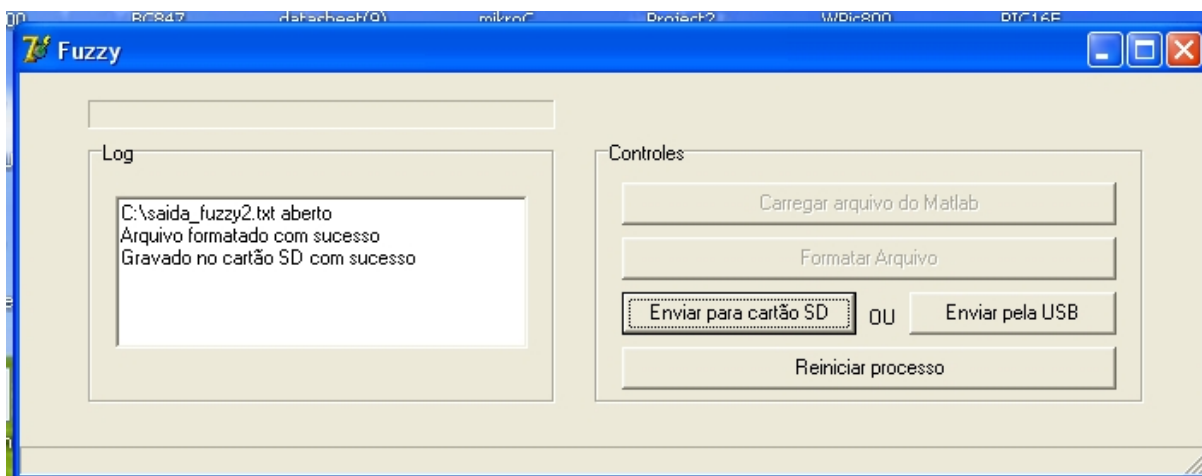 BC847 datasheet(9) mikroC Project2 WPic800 PIC16F
Fuzzy
Log
C:\saida_fuzzy2.txt aberto
Arquivo formatado com sucesso
Gravado no cartão SD com sucesso
Controles
Carregar arquivo do Matlab
Formatar Arquivo
Enviar para cartão SD OU Enviar pela USB
Reiniciar processo